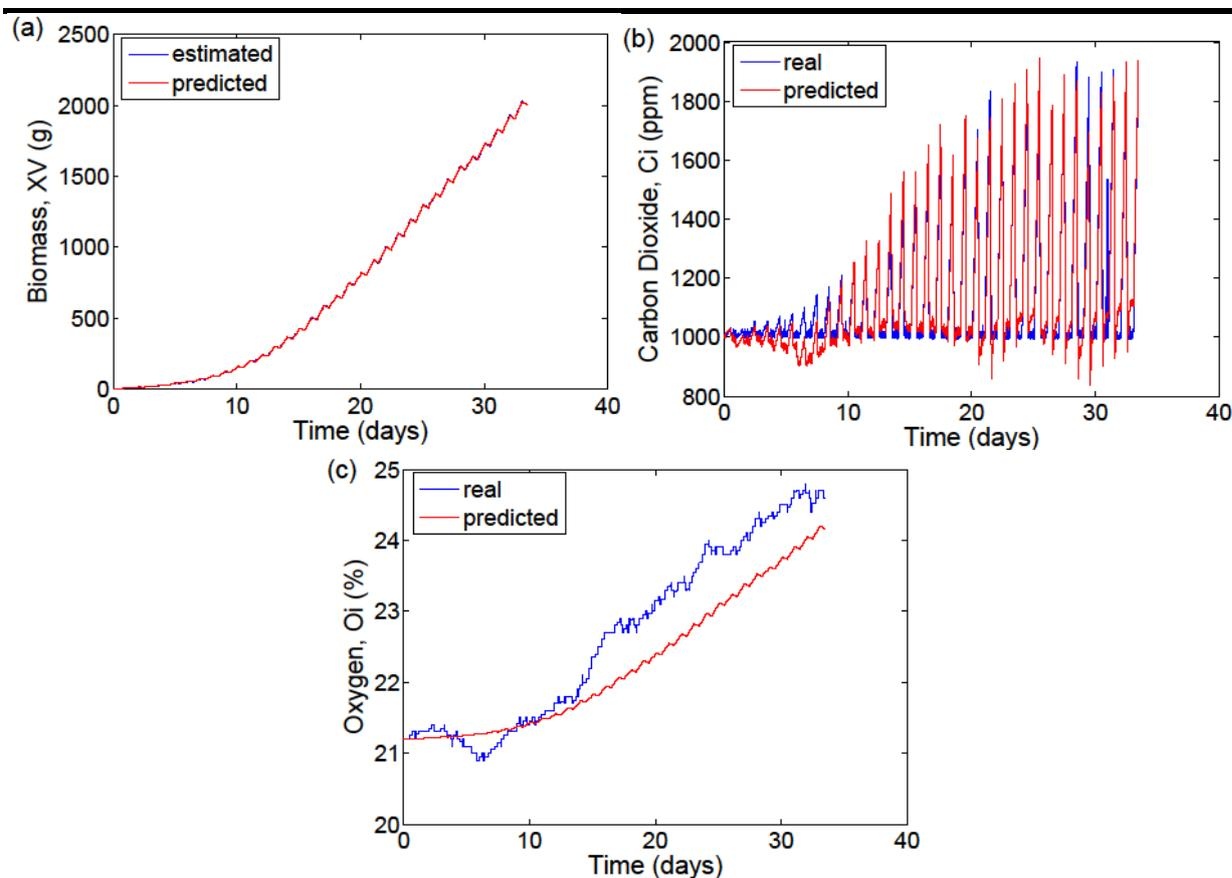 (a)
2500
2000
1500
1000
500
0
Biomass, XV (g)
estimated
predicted
0 10 20 30 40
Time (days)
(b)
2000
1800
1600
1400
1200
1000
800
Carbon Dioxide, Ci (ppm)
real
predicted
0 10 20 30 40
Time (days)
(c)
25
24
23
22
21
20
Oxygen, Oi (%)
real
predicted
0 10 20 30 40
Time (days)